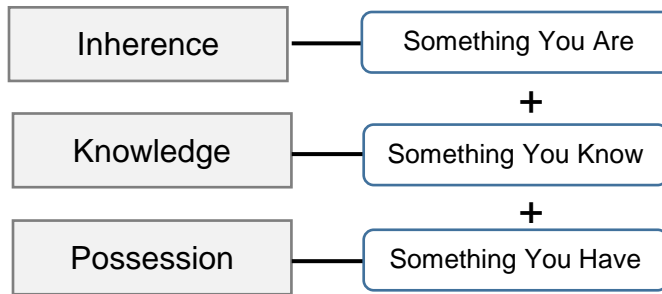 Inherence
Something You Are
+
Knowledge
Something You Know
+
Possession
Something You Have